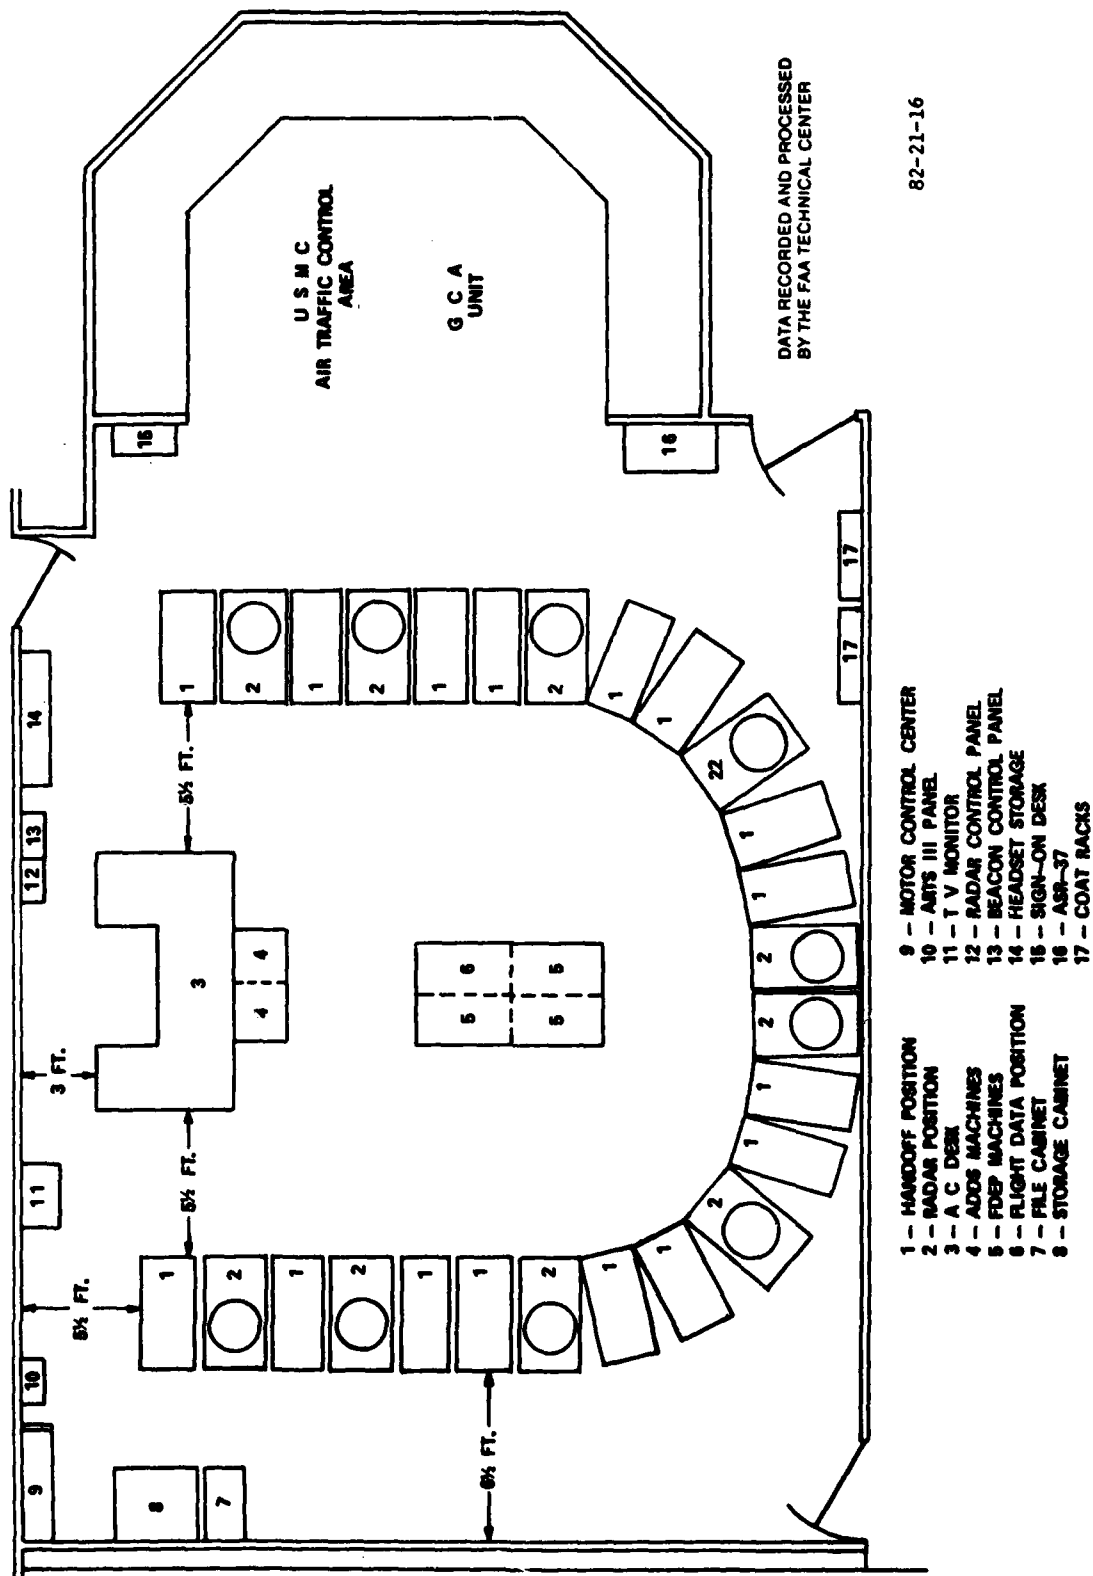 9
10
11
12
13
14
3 FT.
5½ FT.
15
8
1
5½ FT.
5½ FT.
1
3
7
2
2
4
4
1
U S M C
AIR TRAFFIC CONTROL
AREA
1
2
2
1
1
G C A
UNIT
5
6
1
6½ FT.
1
2
5
5
2
1
1
1
1
16
2
22
1
1
1
1
2
2
DATA RECORDED AND PROCESSED
BY THE FAA TECHNICAL CENTER
17
17
82-21-16
1 – HANDOFF POSITION
2 – RADAR POSITION
3 – A C DESK
4 – ADDS MACHINES
5 – FDEP MACHINES
6 – FLIGHT DATA POSITION
7 – FILE CABINET
8 – STORAGE CABINET
9 – MOTOR CONTROL CENTER
10 – ARTS III PANEL
11 – T V MONITOR
12 – RADAR CONTROL PANEL
13 – BEACON CONTROL PANEL
14 – HEADSET STORAGE
15 – SIGN–ON DESK
16 – ASR–37
17 – COAT RACKS